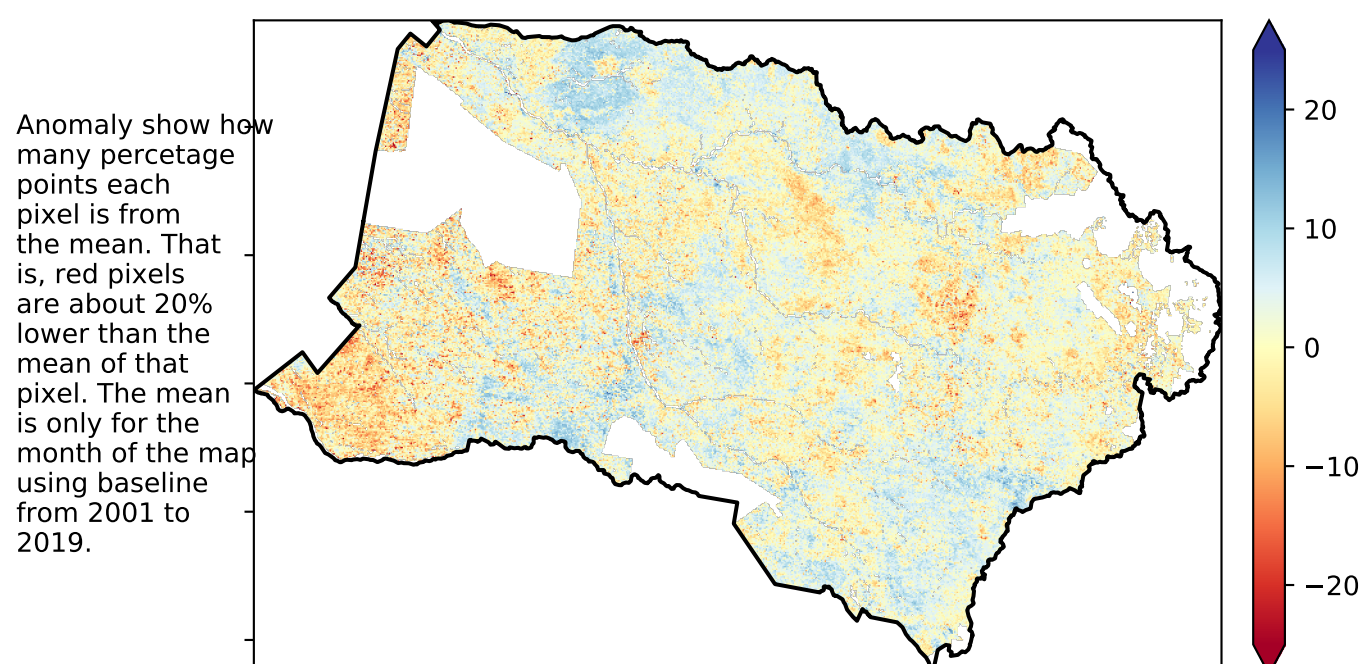 Anomaly show how
many percetage
points each
pixel is from
the mean. That
is, red pixels
are about 20%
lower than the
mean of that
pixel. The mean
is only for the
month of the map
using baseline
from 2001 to
2019.
20
10
0
−10
−20